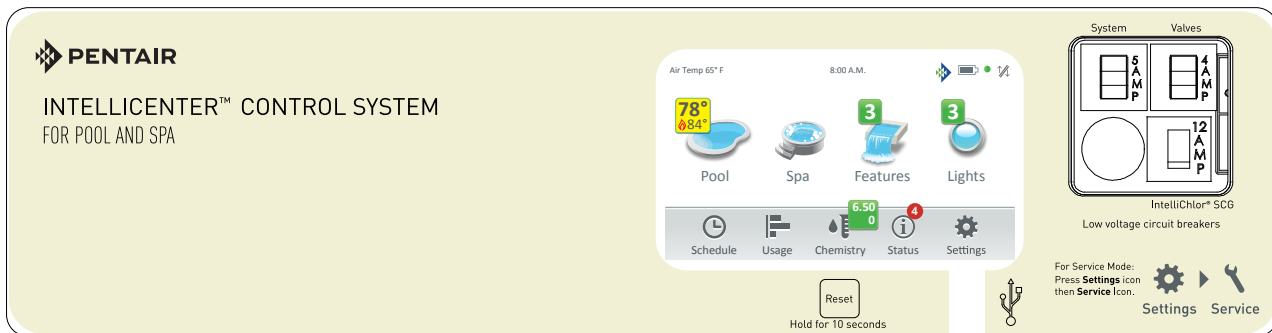 PENTAIR
INTELLICENTER™ CONTROL SYSTEM
FOR POOL AND SPA
Air Temp 65° F
8:00 A.M.
78°
84°
3
3
Pool
Spa
Features
Lights
6.50
0
4
Schedule
Usage
Chemistry
Status
Settings
Reset
Hold for 10 seconds
System
Valves
5 AMP
4 AMP
12 AMP
IntelliChlor® SCG
Low voltage circuit breakers
For Service Mode:
Press Settings icon
then Service Icon.
Settings
Service